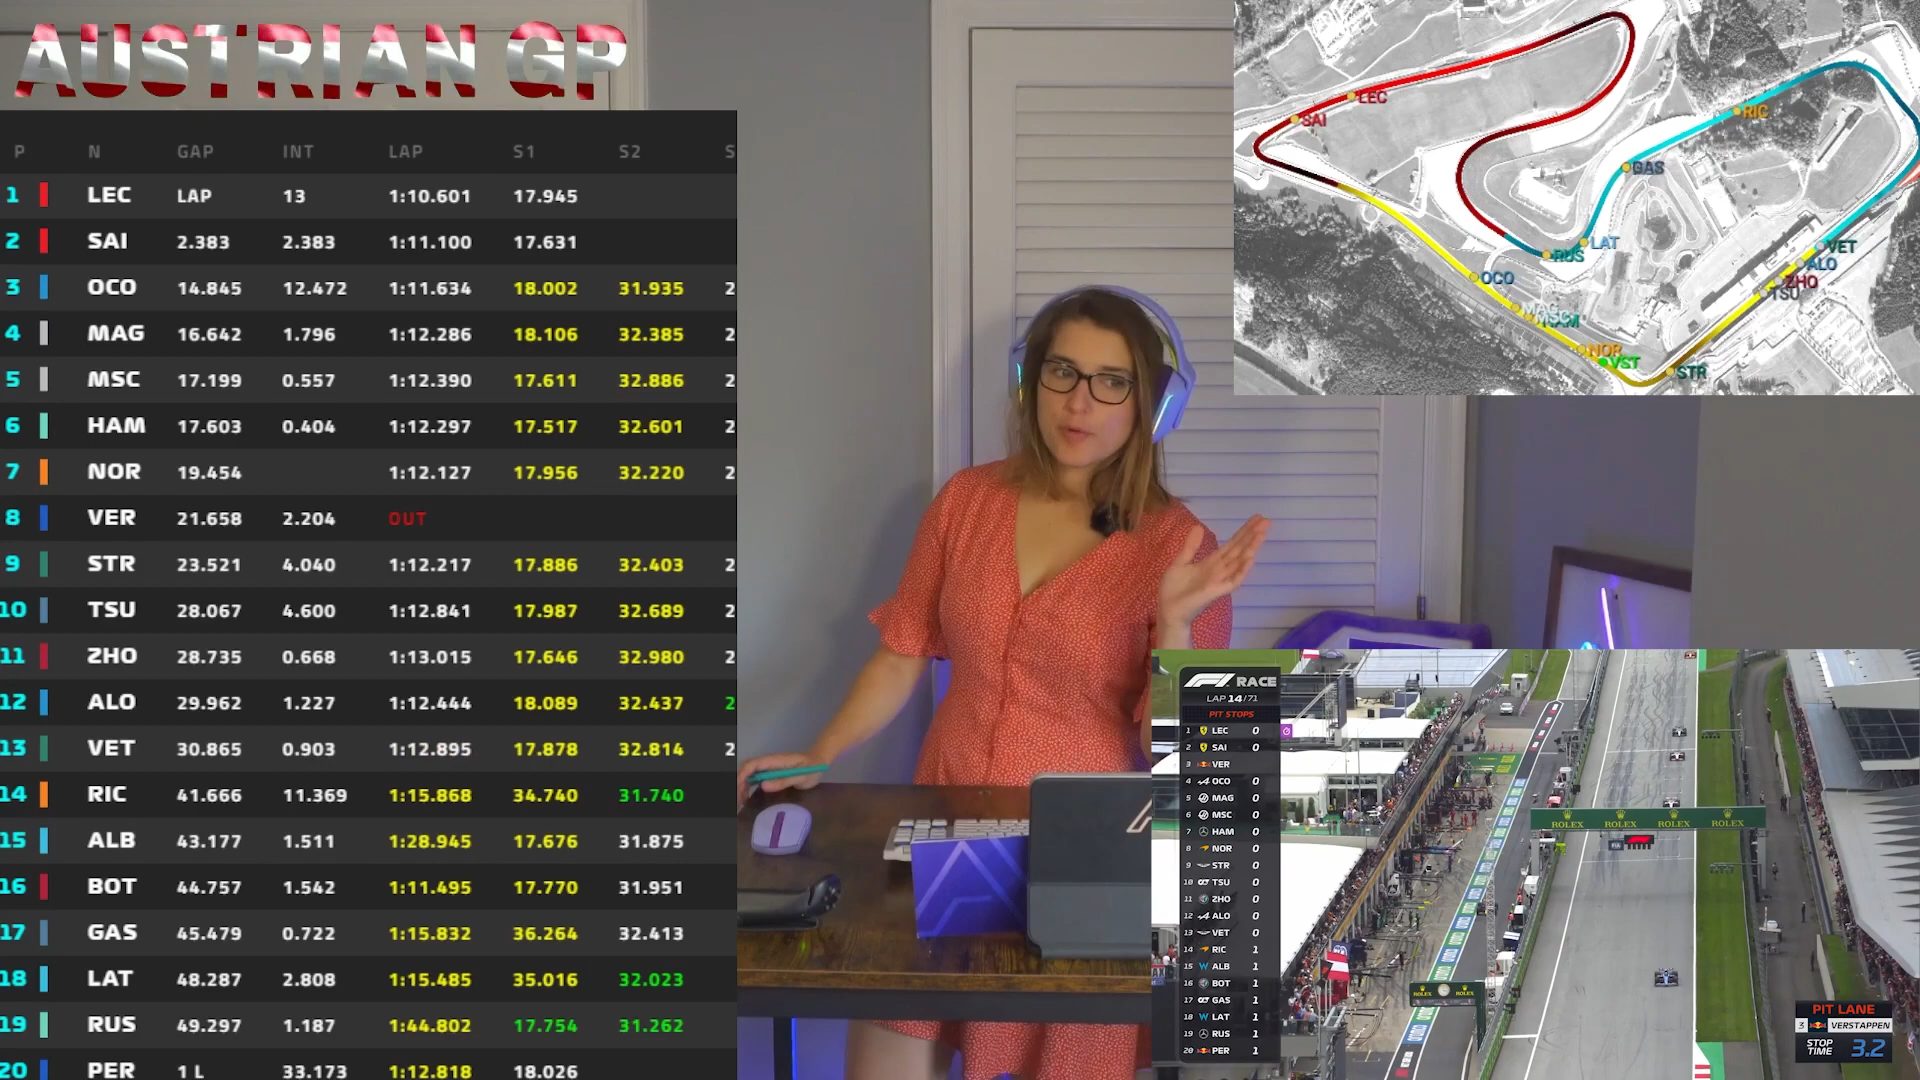 AUSTRIAN GP
P N GAP INT LAP S1 S2 S
1 LEC LAP 13 1:10.601 17.945
2 SAI 2.383 2.383 1:11.100 17.631
3 OCO 14.845 12.472 1:11.634 18.002 31.935 2
4 MAG 16.642 1.796 1:12.286 18.106 32.385 2
5 MSC 17.199 0.557 1:12.390 17.611 32.886 2
6 HAM 17.603 0.404 1:12.297 17.517 32.601 2
7 NOR 19.454 1:12.127 17.956 32.220 2
8 VER 21.658 2.204 OUT
9 STR 23.521 4.040 1:12.217 17.886 32.403 2
10 TSU 28.067 4.600 1:12.841 17.987 32.689 2
11 ZHO 28.735 0.668 1:13.015 17.646 32.980 2
12 ALO 29.962 1.227 1:12.444 18.089 32.437 2
13 VET 30.865 0.903 1:12.895 17.878 32.814 2
14 RIC 41.666 11.369 1:15.868 34.740 31.740
15 ALB 43.177 1.511 1:28.945 17.676 31.875
16 BOT 44.757 1.542 1:11.495 17.770 31.951
17 GAS 45.479 0.722 1:15.832 36.264 32.413
18 LAT 48.287 2.808 1:15.485 35.016 32.023
19 RUS 49.297 1.187 1:44.802 17.754 31.262
20 PER 1 L 33.173 1:12.818 18.026
LEC
SAI
RIC
GAS
LAT
RUS
VET
ALO
ZHO
TSU
OCO
MAG
MSC
HAM
NOR
STR
F1 RACE
LAP 14/71
PIT STOPS
1 LEC 0
2 SAI 0
3 VER
4 OCO 0
5 MAG 0
6 MSC 0
7 HAM 0
8 NOR 0
9 STR 0
10 TSU 0
11 ZHO 0
12 ALO 0
13 VET 0
14 RIC 1
15 ALB 1
16 BOT 1
17 GAS 1
18 LAT 1
19 RUS 1
20 PER 1
ROLEX ROLEX ROLEX ROLEX
ROLEX ROLEX
PIT LANE
3 VERSTAPPEN
STOP TIME 3.2